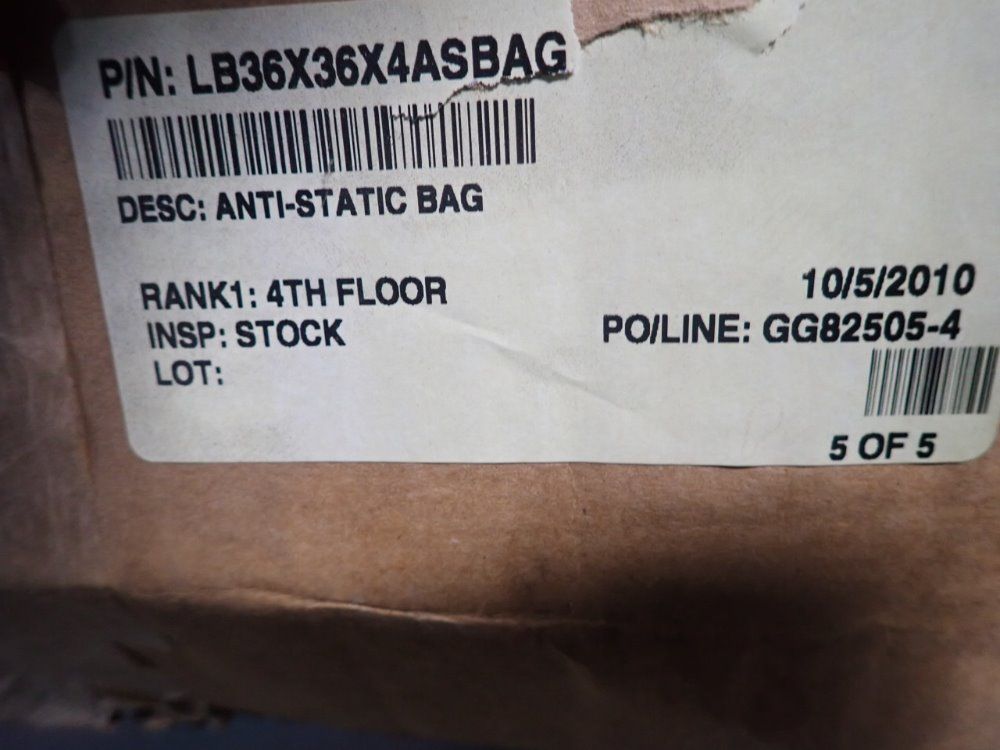 P/N: LB36X36X4ASBAG
DESC: ANTI-STATIC BAG
RANK1: 4TH FLOOR
10/5/2010
INSP: STOCK
PO/LINE: GG82505-4
LOT:
5 OF 5